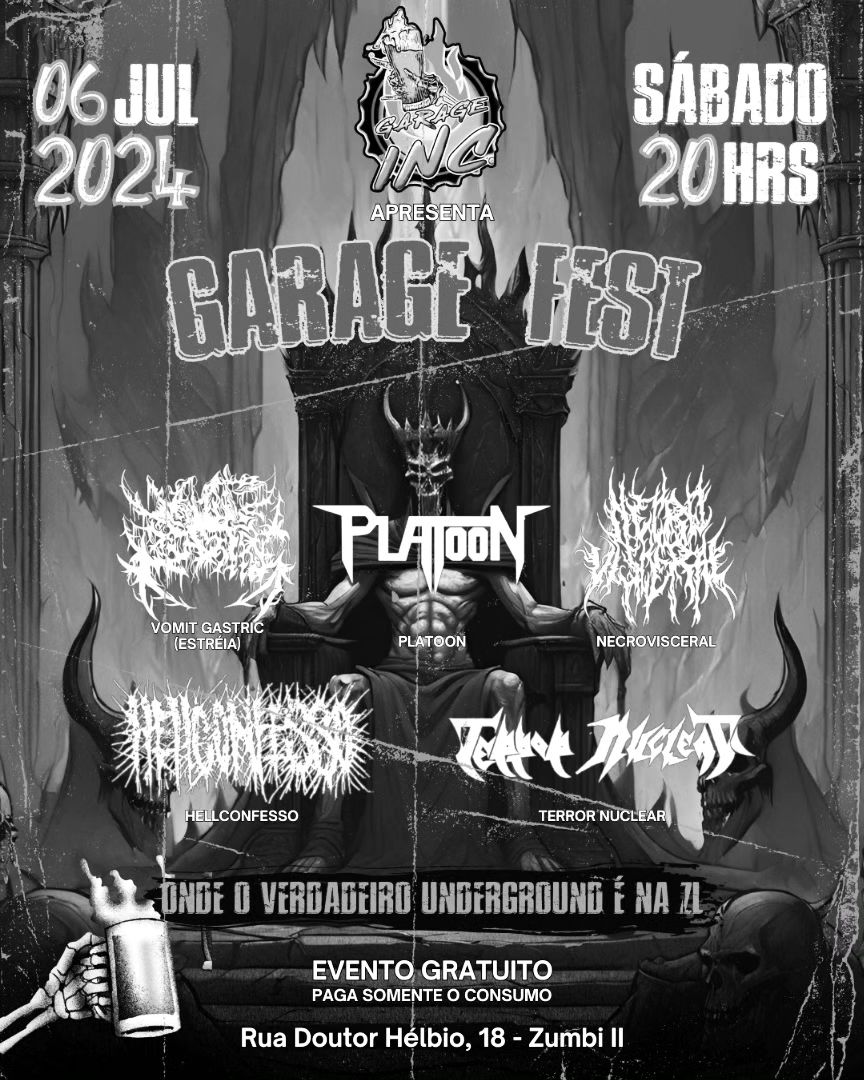 06 JUL
2024
GARAGE
INC
SÁBADO
20 HRS
APRESENTA
GARAGE FEST
PLATOON
NECRO
VISCERAL
VOMIT GASTRIC
(ESTRÉIA)
PLATOON
NECROVISCERAL
HELLCONFESSO
TERROR NUCLEAR
HELLCONFESSO
TERROR NUCLEAR
ONDE O VERDADEIRO UNDERGROUND É NA ZL
EVENTO GRATUITO
PAGA SOMENTE O CONSUMO
Rua Doutor Hélbio, 18 - Zumbi II